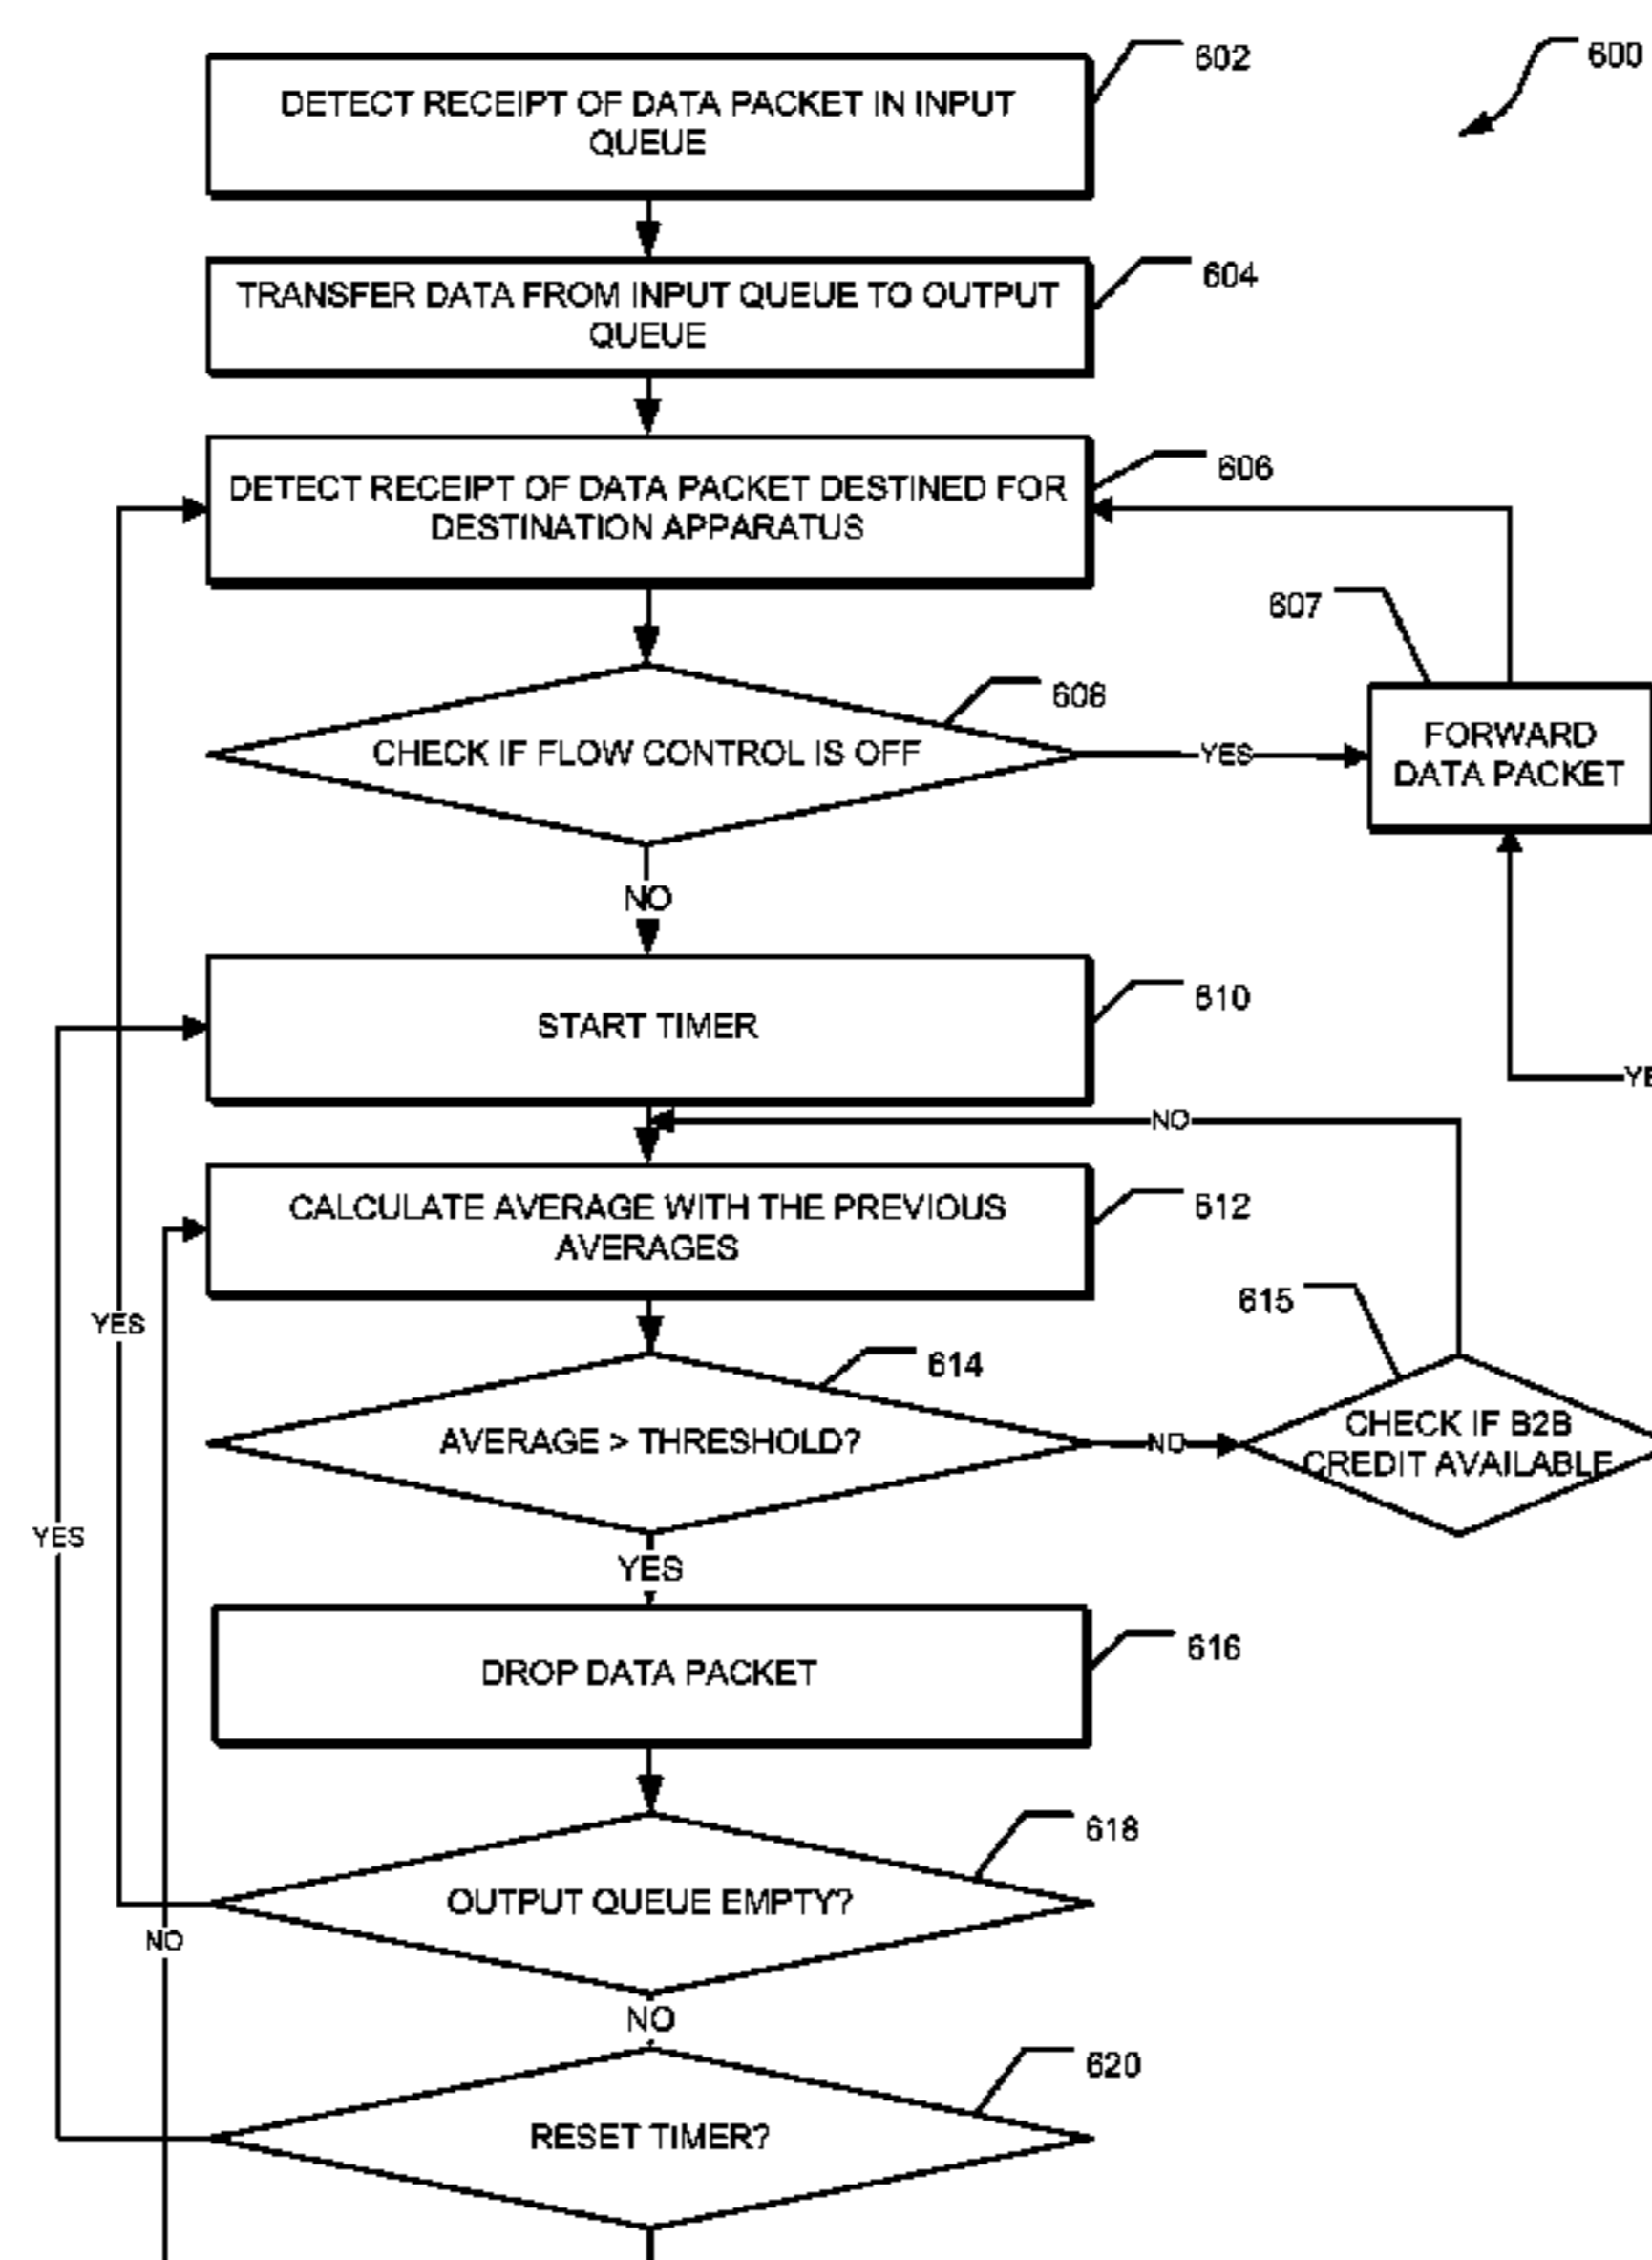 600
602
DETECT RECEIPT OF DATA PACKET IN INPUT
QUEUE
604
TRANSFER DATA FROM INPUT QUEUE TO OUTPUT
QUEUE
606
DETECT RECEIPT OF DATA PACKET DESTINED FOR
DESTINATION APPARATUS
607
608
CHECK IF FLOW CONTROL IS OFF
YES
FORWARD
DATA PACKET
NO
610
START TIMER
YE
NO
612
CALCULATE AVERAGE WITH THE PREVIOUS
AVERAGES
615
YES
614
AVERAGE > THRESHOLD?
NO
CHECK IF B2B
CREDIT AVAILABLE
YES
YES
616
DROP DATA PACKET
618
OUTPUT QUEUE EMPTY?
NO
NO
620
RESET TIMER?